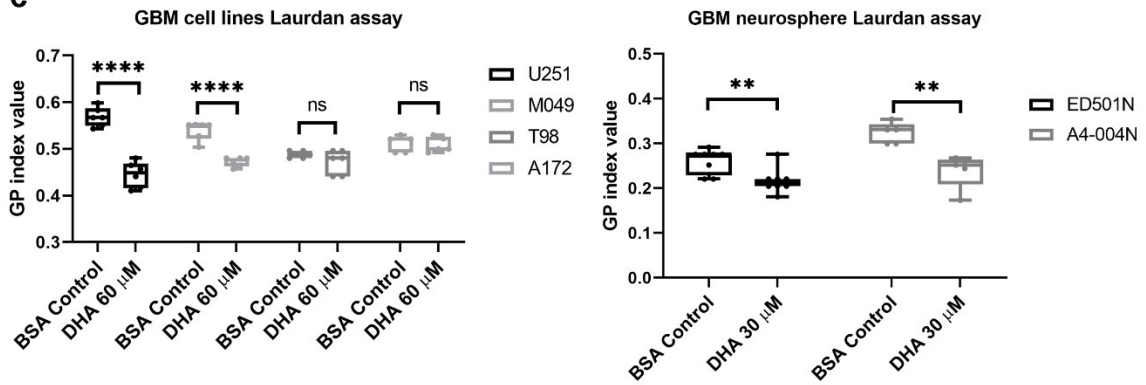 GBM cell lines Laurdan assay
GP index value
0.7
0.6
0.5
0.4
0.3
****
****
ns
ns
BSA Control
DHA 60 μM
BSA Control
DHA 60 μM
BSA Control
DHA 60 μM
BSA Control
DHA 60 μM
U251
M049
T98
A172
GBM neurosphere Laurdan assay
GP index value
0.5
0.4
0.3
0.2
0.1
0.0
**
**
BSA Control
DHA 30 μM
BSA Control
DHA 30 μM
ED501N
A4-004N